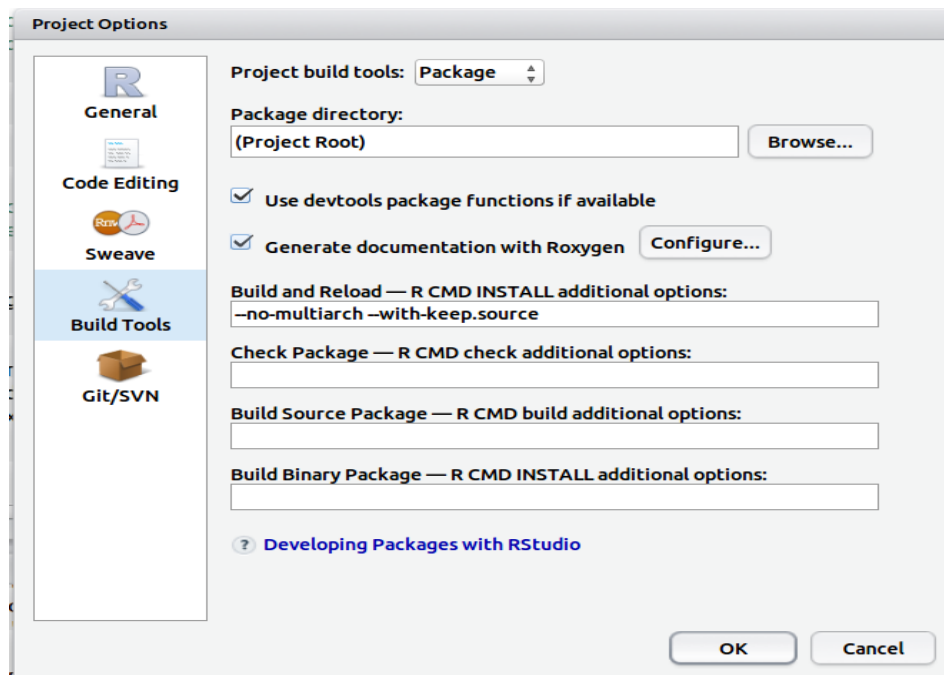 Project Options
General
Code Editing
Sweave
Build Tools
Git/SVN
Project build tools: Package
Package directory:
(Project Root)
Browse...
Use devtools package functions if available
Generate documentation with Roxygen
Configure...
Build and Reload — R CMD INSTALL additional options:
--no-multiarch --with-keep.source
Check Package — R CMD check additional options:
Build Source Package — R CMD build additional options:
Build Binary Package — R CMD INSTALL additional options:
? Developing Packages with RStudio
OK
Cancel